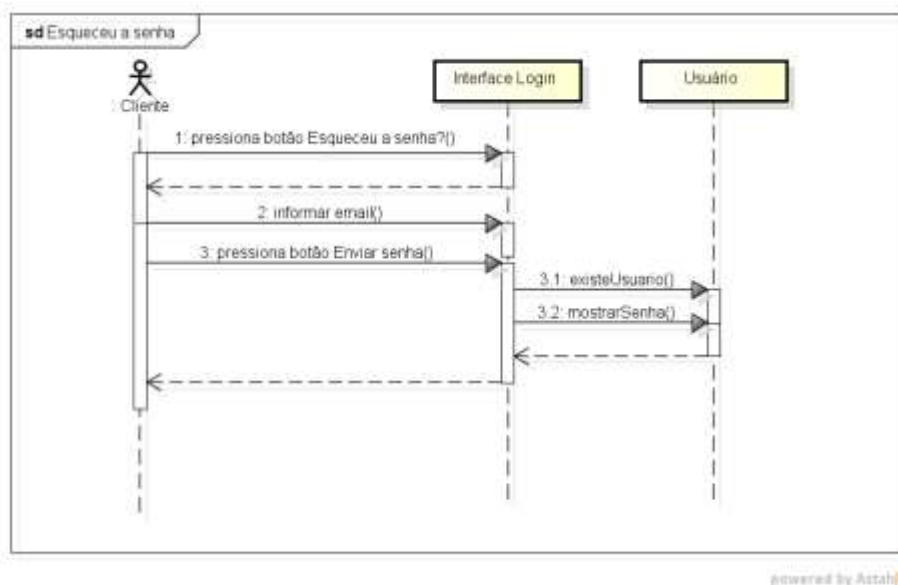 sd Esqueceu a senha
: Cliente
Interface Login
Usuário
1: pressiona botão Esqueceu a senha?()
2: informar email()
3: pressiona botão Enviar senha()
3.1: existeUsuario()
3.2: mostrarSenha()
powered by Astah